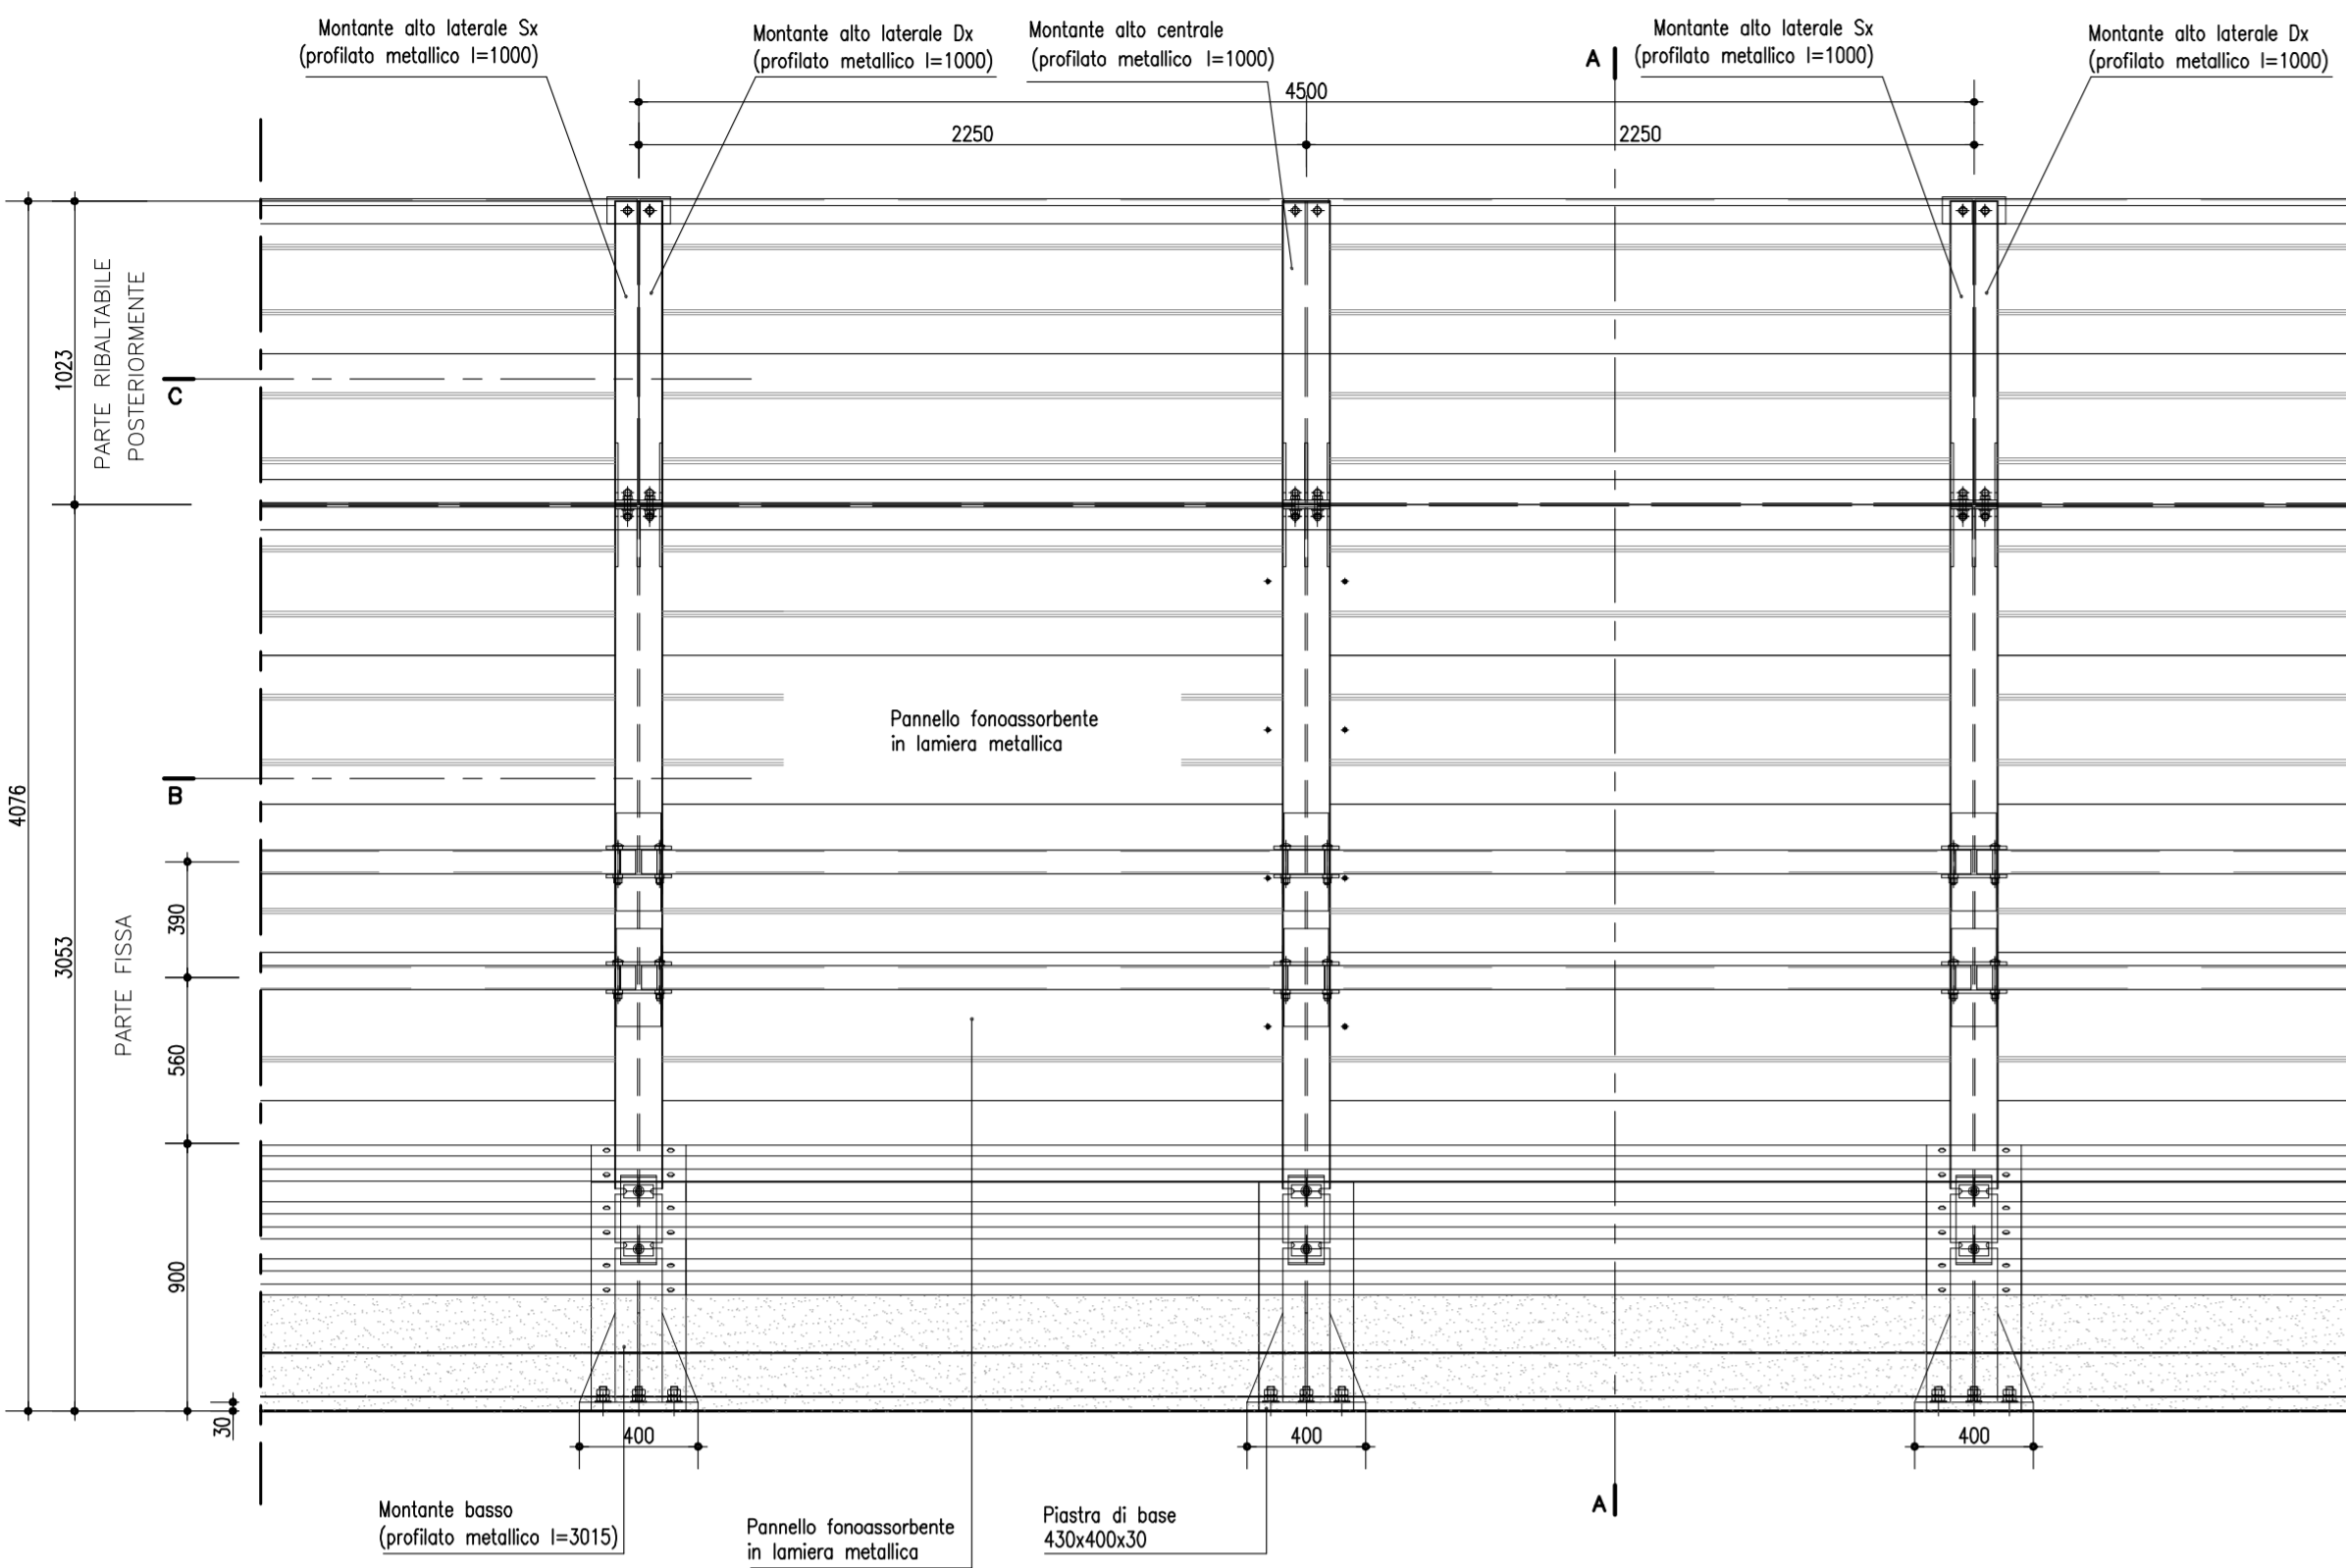 Montante alto laterale Sx
(profilato metallico l=1000)
Montante alto laterale Dx
(profilato metallico l=1000)
Montante alto centrale
(profilato metallico l=1000)
A
Montante alto laterale Sx
(profilato metallico l=1000)
Montante alto laterale Dx
(profilato metallico l=1000)
4500
2250
2250
1023
PARTE RIBALTABILE
POSTERIORMENTE
C
Pannello fonoassorbente
in lamiera metallica
B
4076
3053
PARTE FISSA
390
560
900
30
400
400
400
A
Montante basso
(profilato metallico l=3015)
Pannello fonoassorbente
in lamiera metallica
Piastra di base
430x400x30